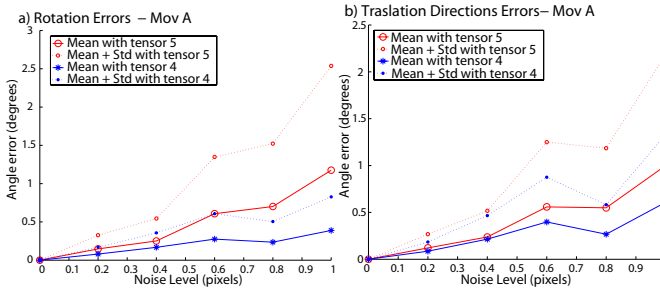 a) Rotation Errors – Mov A
3
Mean with tensor 5
Mean + Std with tensor 5
Mean with tensor 4
Mean + Std with tensor 4
2.5
2
1.5
1
0.5
0
Angle error (degrees)
0 0.1 0.2 0.3 0.4 0.5 0.6 0.7 0.8 0.9 1
Noise Level (pixels)
b) Traslation Directions Errors– Mov A
2.5
Mean with tensor 5
Mean + Std with tensor 5
Mean with tensor 4
Mean + Std with tensor 4
2
1.5
1
0.5
0
Angle error (degrees)
0 0.1 0.2 0.3 0.4 0.5 0.6 0.7 0.8 0.9
Noise Level (pixels)